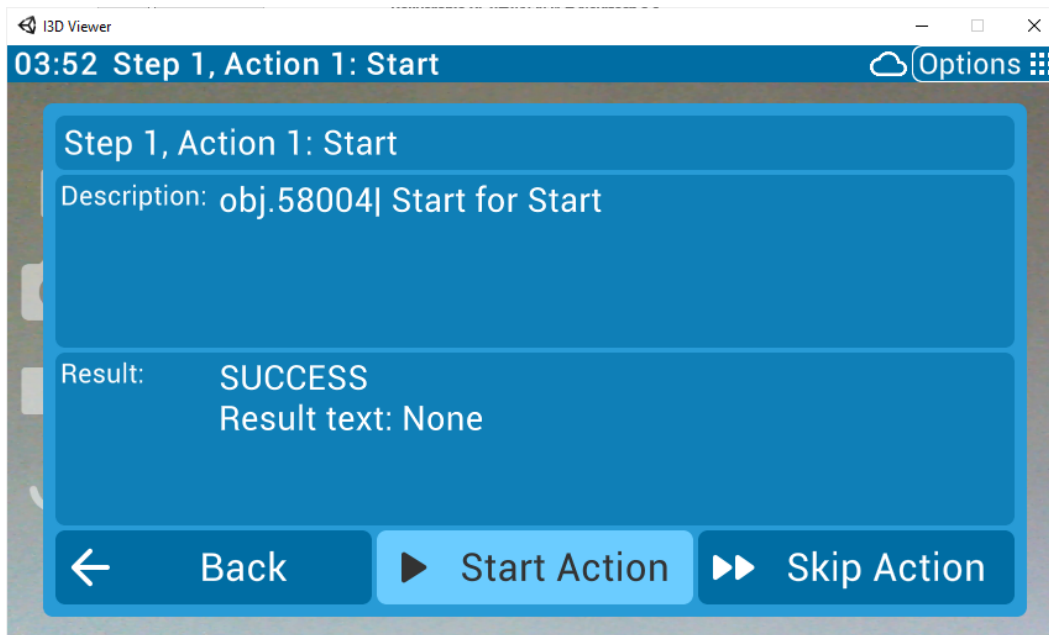 I3D Viewer
03:52 Step 1, Action 1: Start
Options
Step 1, Action 1: Start
Description: obj.58004| Start for Start
Result: SUCCESS
Result text: None
Back
Start Action
Skip Action